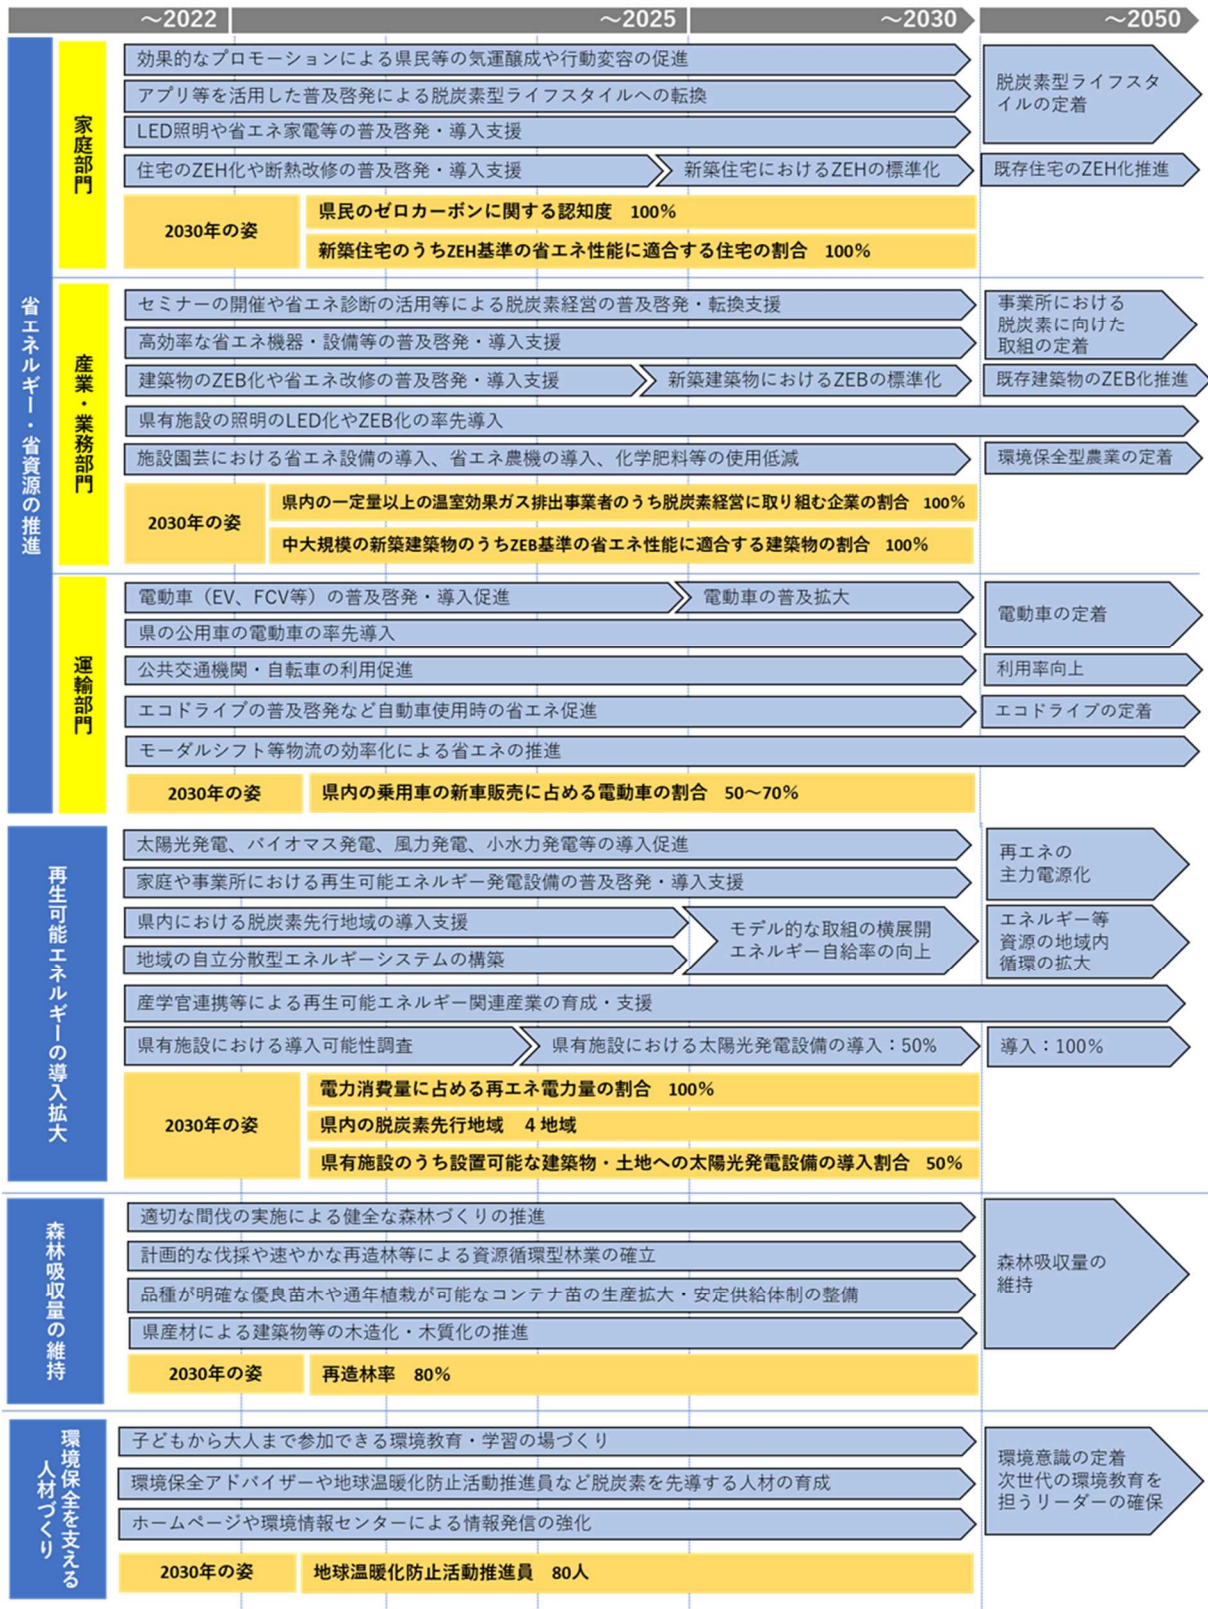 ～2022
～2025
～2030
～2050
省エネルギー・省資源の推進
家庭部門
効果的なプロモーションによる県民等の気運醸成や行動変容の促進
アプリ等を活用した普及啓発による脱炭素型ライフスタイルへの転換
LED照明や省エネ家電等の普及啓発・導入支援
脱炭素型ライフスタ
イルの定着
住宅のZEH化や断熱改修の普及啓発・導入支援
新築住宅におけるZEHの標準化
既存住宅のZEH化推進
2030年の姿
県民のゼロカーボンに関する認知度　100%
新築住宅のうちZEH基準の省エネ性能に適合する住宅の割合　100%
産業・業務部門
セミナーの開催や省エネ診断の活用等による脱炭素経営の普及啓発・転換支援
高効率な省エネ機器・設備等の普及啓発・導入支援
事業所における
脱炭素に向けた
取組の定着
建築物のZEB化や省エネ改修の普及啓発・導入支援
新築建築物におけるZEBの標準化
既存建築物のZEB化推進
県有施設の照明のLED化やZEB化の率先導入
施設園芸における省エネ設備の導入、省エネ農機の導入、化学肥料等の使用低減
環境保全型農業の定着
2030年の姿
県内の一定量以上の温室効果ガス排出事業者のうち脱炭素経営に取り組む企業の割合　100%
中大規模の新築建築物のうちZEB基準の省エネ性能に適合する建築物の割合　100%
運輸部門
電動車（EV、FCV等）の普及啓発・導入促進
電動車の普及拡大
県の公用車の電動車の率先導入
電動車の定着
公共交通機関・自転車の利用促進
利用率向上
エコドライブの普及啓発など自動車使用時の省エネ促進
エコドライブの定着
モーダルシフト等物流の効率化による省エネの推進
2030年の姿
県内の乗用車の新車販売に占める電動車の割合　50～70%
再生可能エネルギーの導入拡大
太陽光発電、バイオマス発電、風力発電、小水力発電等の導入促進
家庭や事業所における再生可能エネルギー発電設備の普及啓発・導入支援
再エネの
主力電源化
県内における脱炭素先行地域の導入支援
地域の自立分散型エネルギーシステムの構築
モデル的な取組の横展開
エネルギー自給率の向上
エネルギー等
資源の地域内
循環の拡大
産学官連携等による再生可能エネルギー関連産業の育成・支援
県有施設における導入可能性調査
県有施設における太陽光発電設備の導入：50%
導入：100%
2030年の姿
電力消費量に占める再エネ電力量の割合　100%
県内の脱炭素先行地域　４地域
県有施設のうち設置可能な建築物・土地への太陽光発電設備の導入割合　50%
森林吸収量の維持
適切な間伐の実施による健全な森林づくりの推進
計画的な伐採や速やかな再造林等による資源循環型林業の確立
品種が明確な優良苗木や通年植栽が可能なコンテナ苗の生産拡大・安定供給体制の整備
県産材による建築物等の木造化・木質化の推進
森林吸収量の
維持
2030年の姿
再造林率　80%
環境保全を支える
人材づくり
子どもから大人まで参加できる環境教育・学習の場づくり
環境保全アドバイザーや地球温暖化防止活動推進員など脱炭素を先導する人材の育成
ホームページや環境情報センターによる情報発信の強化
環境意識の定着
次世代の環境教育を
担うリーダーの確保
2030年の姿
地球温暖化防止活動推進員　80人